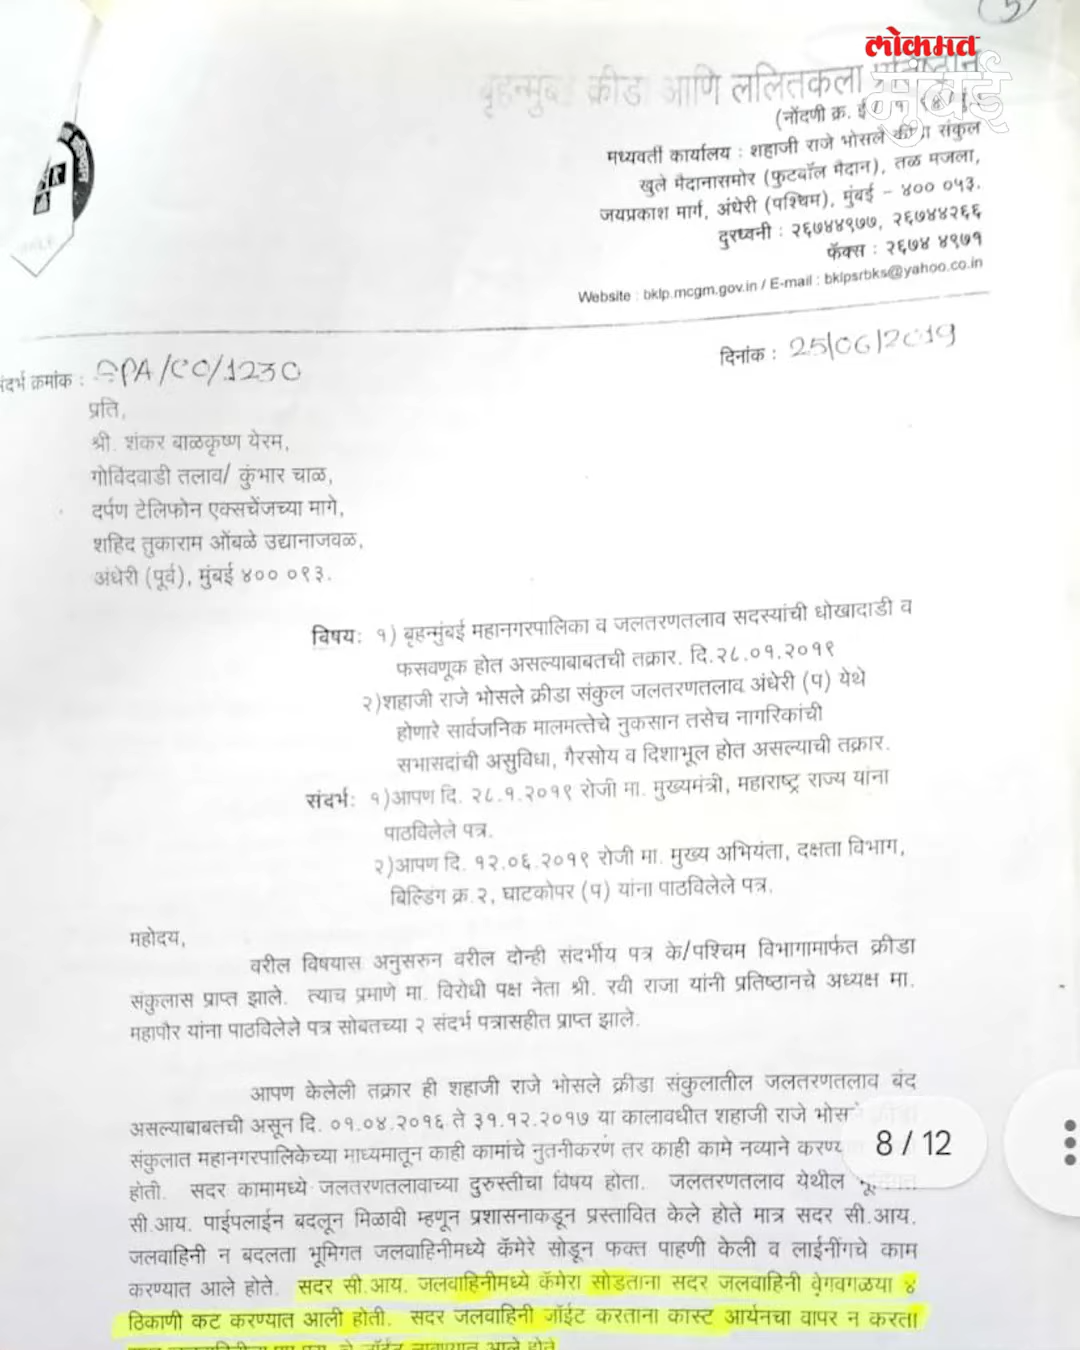 लोकमत
मुंबई
बृहन्मुंब क्रीडा आणि ललितकला प्रतिष्ठान
(नोंदणी क्र. ई
मध्यवर्ती कार्यालय : शहाजी राजे भोसले क्रीडा संकुल
खुले मैदानासमोर (फुटबॉल मैदान), तळ मजला,
जयप्रकाश मार्ग, अंधेरी (पश्चिम), मुंबई – ४०० ०५३.
दुरध्वनी : २६७४४९७७, २६७४४२६६
फॅक्स : २६७४ ४९७१
Website : bklp.mcgm.gov.in / E-mail : bklpsrbks@yahoo.co.in
दिनांक : 25/06/2019
संदर्भ क्रमांक : SPA/CO/1230
प्रति,
श्री. शंकर बाळकृष्ण येरम,
गोविंदवाडी तलाव/ कुंभार चाळ,
दर्पण टेलिफोन एक्सचेंजच्या मागे,
शहिद तुकाराम ओंबळे उद्यानाजवळ,
अंधेरी (पूर्व), मुंबई ४०० ०९३.
विषय: १) बृहन्मुंबई महानगरपालिका व जलतरणतलाव सदस्यांची धोखादाडी व
फसवणूक होत असल्याबाबतची तक्रार. दि.२८.०१.२०१९
२)शहाजी राजे भोसले क्रीडा संकुल जलतरणतलाव अंधेरी (प) येथे
होणारे सार्वजनिक मालमत्तेचे नुकसान तसेच नागरिकांची
सभासदांची असुविधा, गैरसोय व दिशाभूल होत असल्याची तक्रार.
संदर्भ: १)आपण दि. २८.१.२०१९ रोजी मा. मुख्यमंत्री, महाराष्ट्र राज्य यांना
पाठविलेले पत्र.
२)आपण दि. १२.०६.२०१९ रोजी मा. मुख्य अभियंता, दक्षता विभाग,
बिल्डिंग क्र.२, घाटकोपर (प) यांना पाठविलेले पत्र.
महोदय,
वरील विषयास अनुसरुन वरील दोन्ही संदर्भीय पत्र के/पश्चिम विभागामार्फत क्रीडा
संकुलास प्राप्त झाले. त्याच प्रमाणे मा. विरोधी पक्ष नेता श्री. रवी राजा यांनी प्रतिष्ठानचे अध्यक्ष मा.
महापौर यांना पाठविलेले पत्र सोबतच्या २ संदर्भ पत्रासहीत प्राप्त झाले.
आपण केलेली तक्रार ही शहाजी राजे भोसले क्रीडा संकुलातील जलतरणतलाव बंद
असल्याबाबतची असून दि. ०१.०४.२०१६ ते ३१.१२.२०१७ या कालावधीत शहाजी राजे भोसले क्रीडा
संकुलात महानगरपालिकेच्या माध्यमातून काही कामांचे नुतनीकरण तर काही कामे नव्याने करण्य
होती. सदर कामामध्ये जलतरणतलावाच्या दुरुस्तीचा विषय होता. जलतरणतलाव येथील भूमिगत
सी.आय. पाईपलाईन बदलून मिळावी म्हणून प्रशासनाकडून प्रस्तावित केले होते मात्र सदर सी.आय.
जलवाहिनी न बदलता भूमिगत जलवाहिनीमध्ये कॅमेरे सोडून फक्त पाहणी केली व लाईनींगचे काम
करण्यात आले होते. सदर सी.आय. जलवाहिनीमध्ये कॅमेरा सोडताना सदर जलवाहिनी वेगवगळया ४
ठिकाणी कट करण्यात आली होती. सदर जलवाहिनी जॉईट करताना कास्ट आर्यनचा वापर न करता
8 / 12